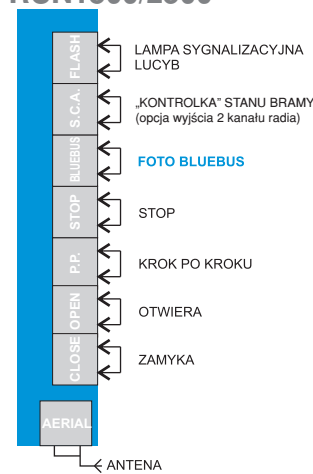 FLASH
LAMPA SYGNALIZACYJNA
LUCYB
S.C.A.
„KONTROLKA” STANU BRAMY
(opcja wyjścia 2 kanału radia)
BLUEBUS
FOTO BLUEBUS
STOP
STOP
P.P.
KROK PO KROKU
OPEN
OTWIERA
CLOSE
ZAMYKA
AERIAL
ANTENA